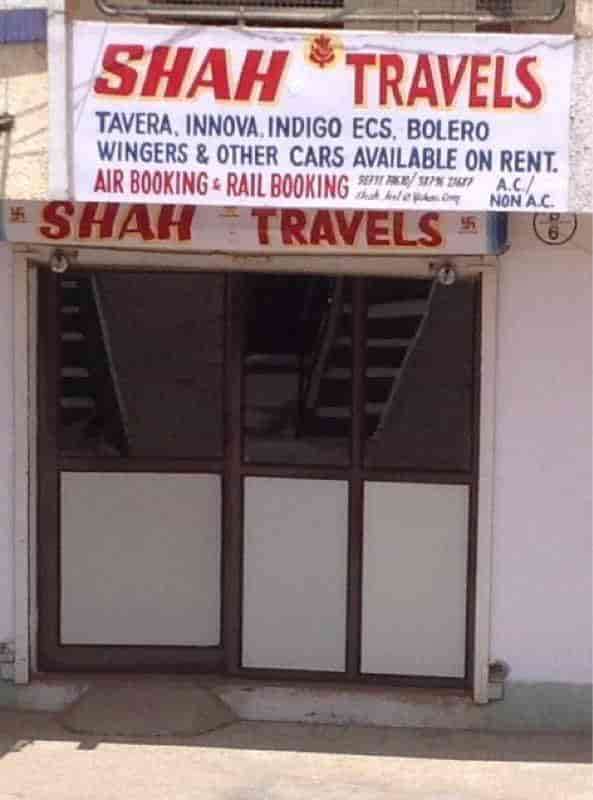 SHAH TRAVELS
TAVERA, INNOVA, INDIGO ECS, BOLERO
WINGERS & OTHER CARS AVAILABLE ON RENT.
AIR BOOKING & RAIL BOOKING A.C./
NON A.C.
SHAH TRAVELS
6